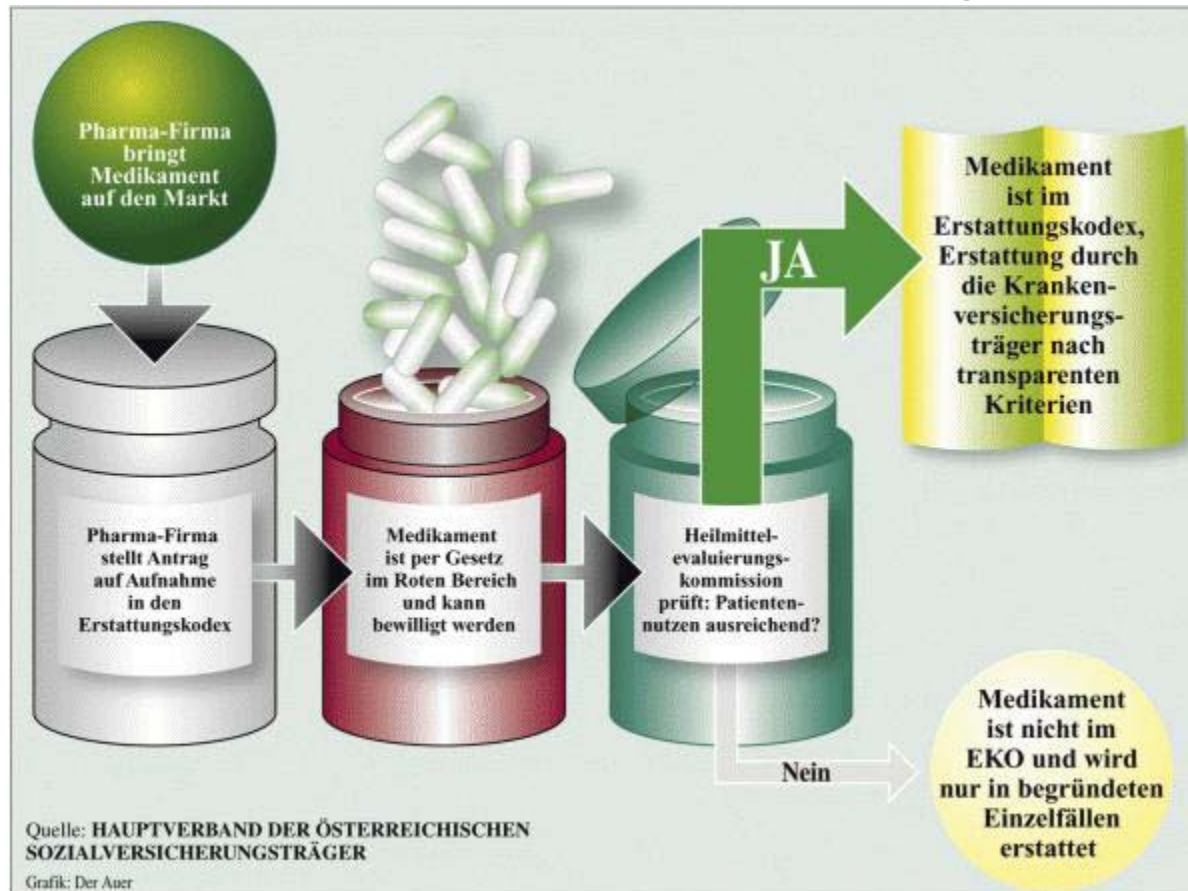 Pharma-Firma
bringt
Medikament
auf den Markt
Pharma-Firma
stellt Antrag
auf Aufnahme
in den
Erstattungskodex
Medikament
ist per Gesetz
im Roten Bereich
und kann
bewilligt werden
Heilmittel-
evaluierungs-
kommission
prüft: Patienten-
nutzen ausreichend?
JA
Medikament
ist im
Erstattungskodex,
Erstattung durch
die Kranken-
versicherungs-
träger nach
transparenten
Kriterien
Nein
Medikament
ist nicht im
EKO und wird
nur in begründeten
Einzelfällen
erstattet
Quelle: HAUPTVERBAND DER ÖSTERREICHISCHEN
SOZIALVERSICHERUNGSTRÄGER
Grafik: Der Auer